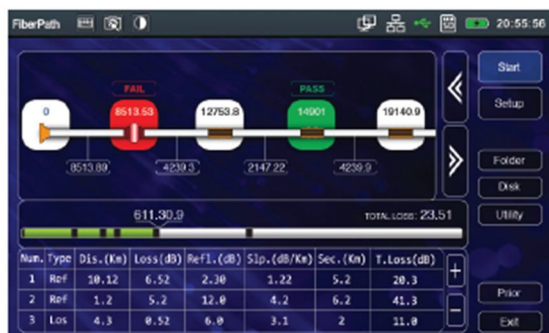 FiberPath
20:55:56
FAIL
PASS
0
8513.53
12753.8
14901
19140.9
8513.89
4239.3
2147.22
4239.9
611.30.9
TOTAL LOSS: 23.51
Num. Type Dis.(Km) Loss(dB) Refl.(dB) Slp.(dB/Km) Sec.(Km) T.Loss(dB)
1 Ref 10.12 6.52 2.30 1.22 5.2 20.3
2 Ref 1.2 5.2 12.0 4.2 6.2 41.3
3 Los 4.3 0.52 6.0 3.1 2 11.0
+
-
Start
Setup
Folder
Disk
Utility
Prior
Exit